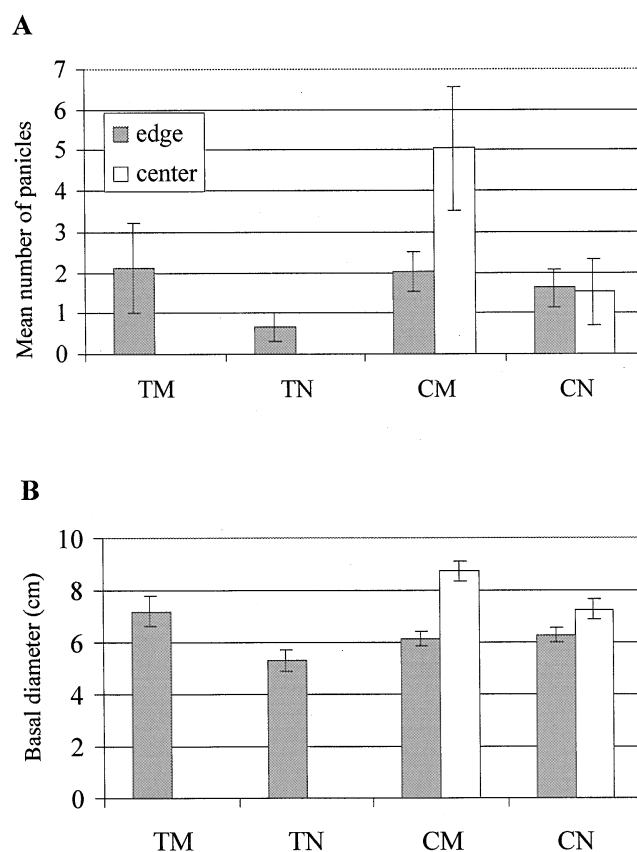 A
Mean number of panicles
7
6
5
4
3
2
1
0
edge
center
TM TN CM CN
B
Basal diameter (cm)
10
8
6
4
2
0
TM TN CM CN